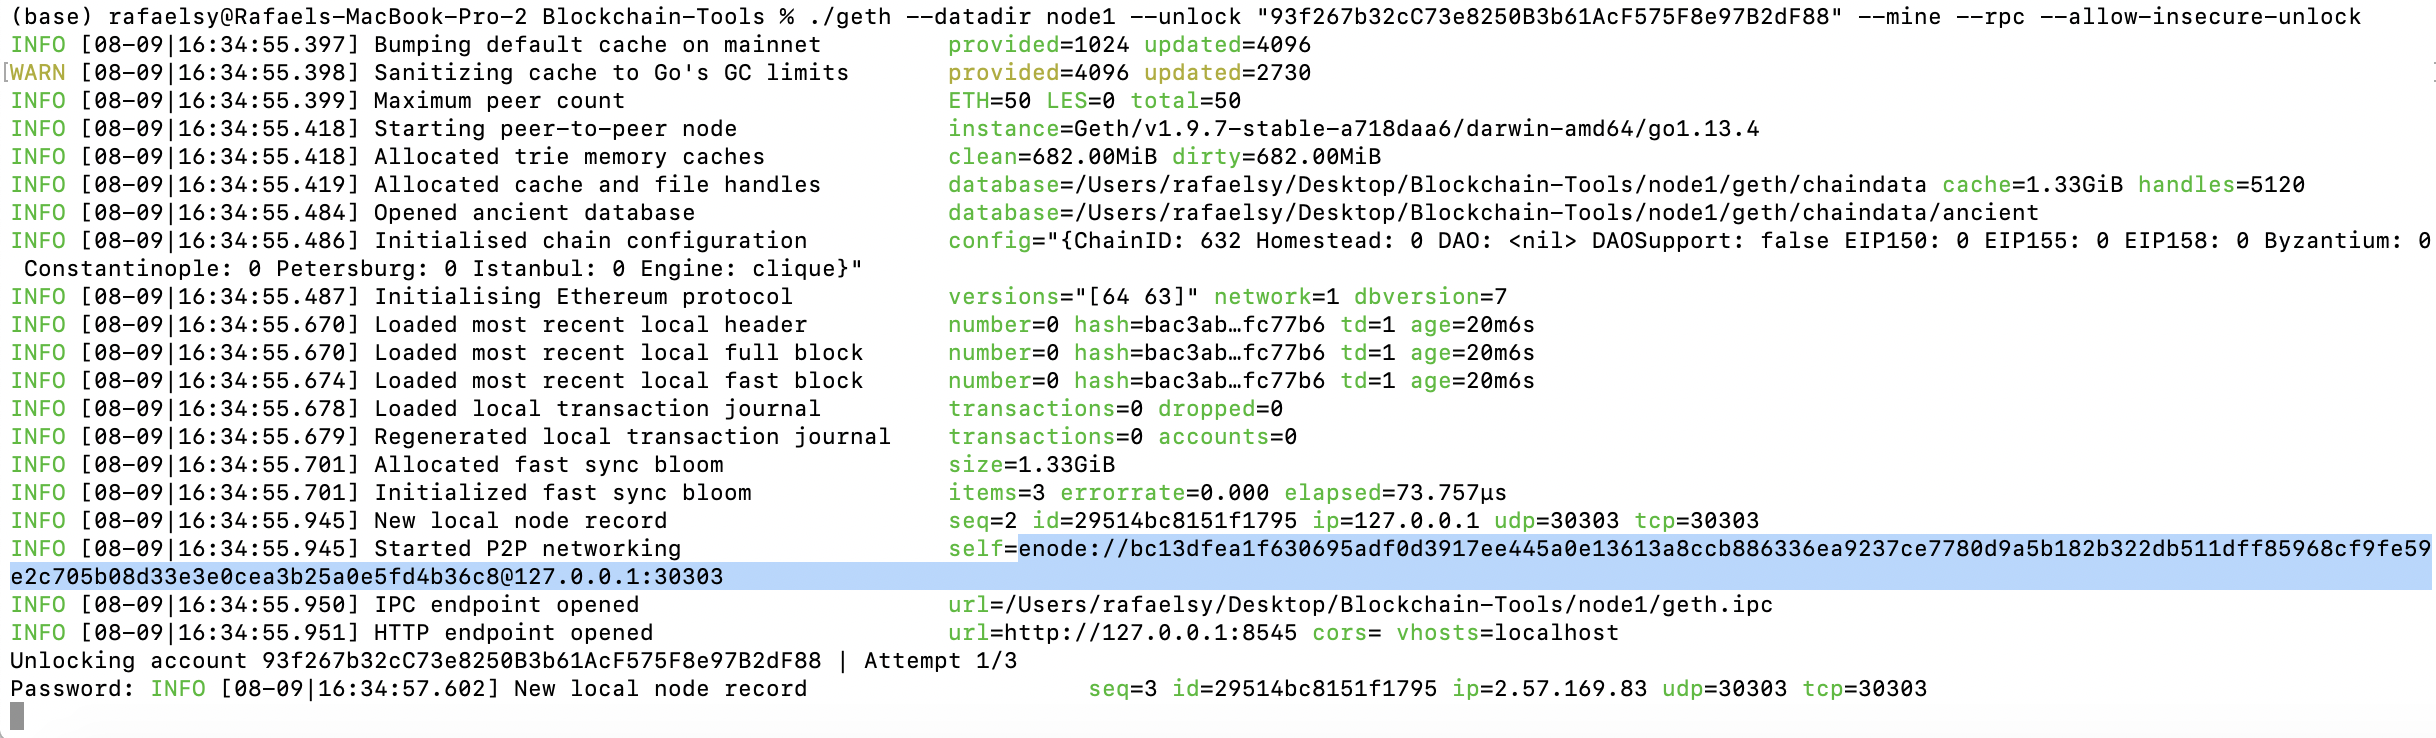 (base) rafaelsy@Rafaels-MacBook-Pro-2 Blockchain-Tools % ./geth --datadir node1 --unlock "93f267b32cC73e8250B3b61AcF575F8e97B2dF88" --mine --rpc --allow-insecure-unlock
INFO [08-09|16:34:55.397] Bumping default cache on mainnet         provided=1024 updated=4096
[WARN [08-09|16:34:55.398] Sanitizing cache to Go's GC limits       provided=4096 updated=2730
INFO [08-09|16:34:55.399] Maximum peer count                       ETH=50 LES=0 total=50
INFO [08-09|16:34:55.418] Starting peer-to-peer node               instance=Geth/v1.9.7-stable-a718daa6/darwin-amd64/go1.13.4
INFO [08-09|16:34:55.418] Allocated trie memory caches             clean=682.00MiB dirty=682.00MiB
INFO [08-09|16:34:55.419] Allocated cache and file handles         database=/Users/rafaelsy/Desktop/Blockchain-Tools/node1/geth/chaindata cache=1.33GiB handles=5120
INFO [08-09|16:34:55.484] Opened ancient database                  database=/Users/rafaelsy/Desktop/Blockchain-Tools/node1/geth/chaindata/ancient
INFO [08-09|16:34:55.486] Initialised chain configuration          config="{ChainID: 632 Homestead: 0 DAO: <nil> DAOSupport: false EIP150: 0 EIP155: 0 EIP158: 0 Byzantium: 0
 Constantinople: 0 Petersburg: 0 Istanbul: 0 Engine: clique}"
INFO [08-09|16:34:55.487] Initialising Ethereum protocol           versions="[64 63]" network=1 dbversion=7
INFO [08-09|16:34:55.670] Loaded most recent local header          number=0 hash=bac3ab…fc77b6 td=1 age=20m6s
INFO [08-09|16:34:55.670] Loaded most recent local full block      number=0 hash=bac3ab…fc77b6 td=1 age=20m6s
INFO [08-09|16:34:55.674] Loaded most recent local fast block      number=0 hash=bac3ab…fc77b6 td=1 age=20m6s
INFO [08-09|16:34:55.678] Loaded local transaction journal         transactions=0 dropped=0
INFO [08-09|16:34:55.679] Regenerated local transaction journal    transactions=0 accounts=0
INFO [08-09|16:34:55.701] Allocated fast sync bloom                size=1.33GiB
INFO [08-09|16:34:55.701] Initialized fast sync bloom              items=3 errorrate=0.000 elapsed=73.757µs
INFO [08-09|16:34:55.945] New local node record                    seq=2 id=29514bc8151f1795 ip=127.0.0.1 udp=30303 tcp=30303
INFO [08-09|16:34:55.945] Started P2P networking                   self=enode://bc13dfea1f630695adf0d3917ee445a0e13613a8ccb886336ea9237ce7780d9a5b182b322db511dff85968cf9fe59
e2c705b08d33e3e0cea3b25a0e5fd4b36c8@127.0.0.1:30303
INFO [08-09|16:34:55.950] IPC endpoint opened                      url=/Users/rafaelsy/Desktop/Blockchain-Tools/node1/geth.ipc
INFO [08-09|16:34:55.951] HTTP endpoint opened                     url=http://127.0.0.1:8545 cors= vhosts=localhost
Unlocking account 93f267b32cC73e8250B3b61AcF575F8e97B2dF88 | Attempt 1/3
Password: INFO [08-09|16:34:57.602] New local node record                    seq=3 id=29514bc8151f1795 ip=2.57.169.83 udp=30303 tcp=30303